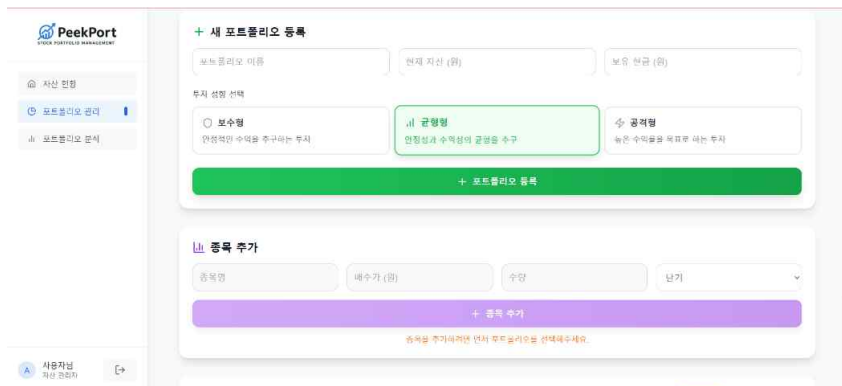 PeekPort
STOCK PORTFOLIO MANAGEMENT
자산 현황
포트폴리오 관리
포트폴리오 분석
사용자님
자산 관리자
A
+ 새 포트폴리오 등록
포트폴리오 이름
현재 자산 (원)
보유 현금 (원)
투자 성향 선택
보수형
안정적인 수익을 추구하는 투자
균형형
안정성과 수익성의 균형을 추구
공격형
높은 수익률을 목표로 하는 투자
+ 포트폴리오 등록
종목 추가
종목명
매수가 (원)
수량
단기
+ 종목 추가
종목을 추가하려면 먼저 포트폴리오를 선택해주세요.